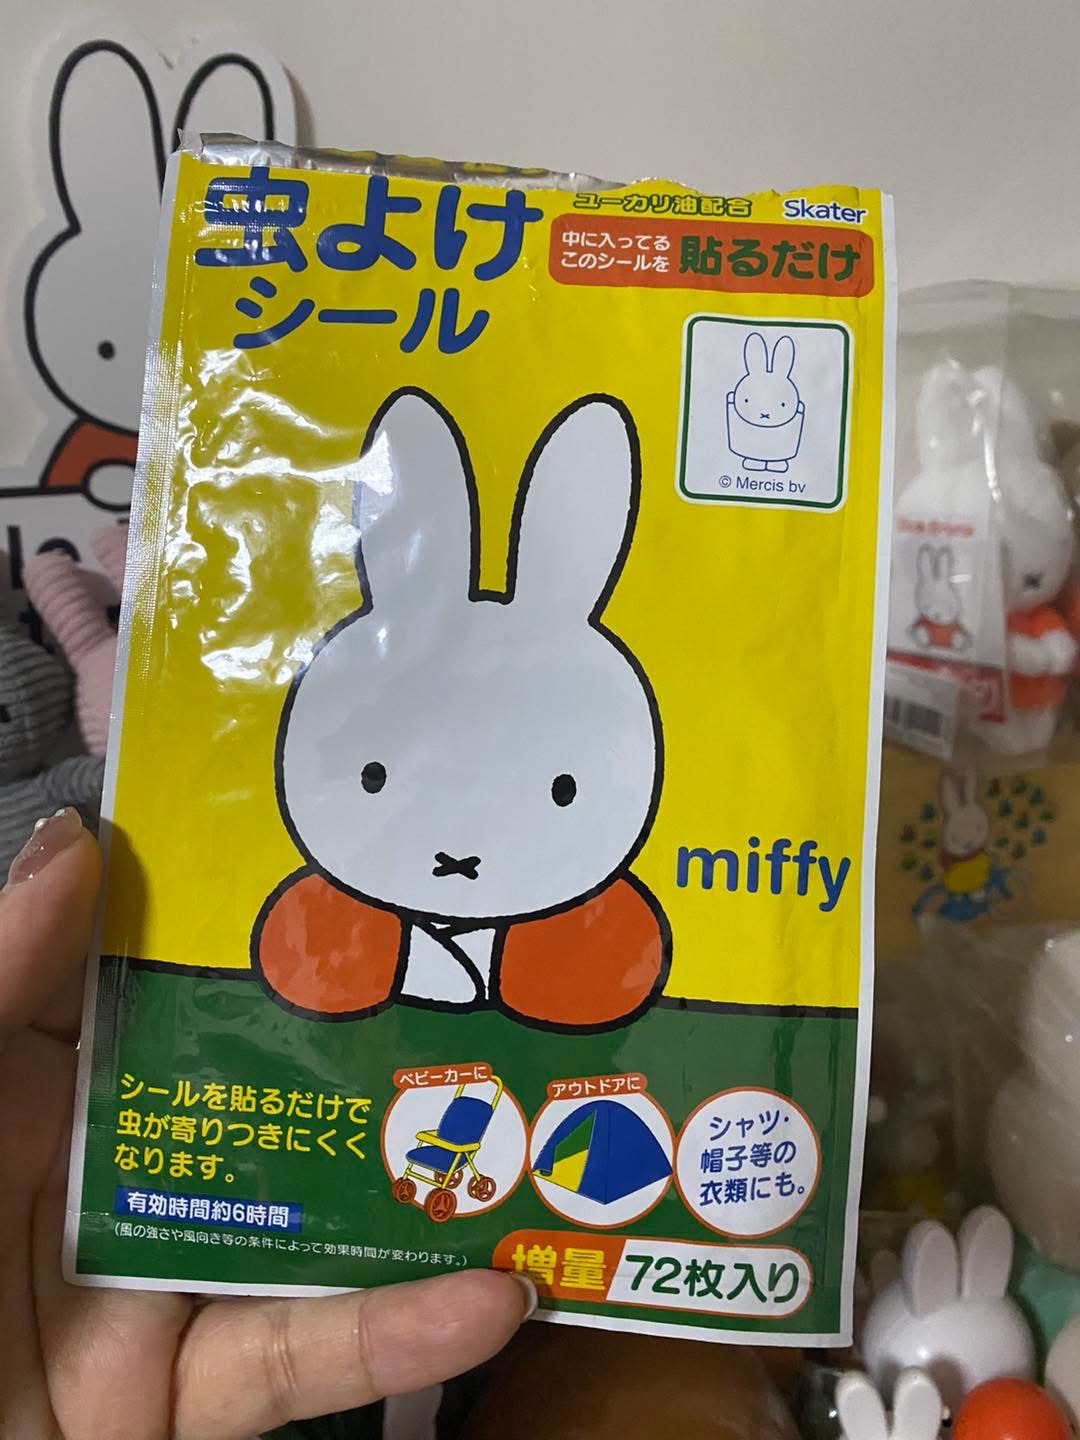 虫よけ
シール
ユーカリ油配合
Skater
中に入ってる
このシールを
貼るだけ
© Mercis bv
miffy
シールを貼るだけで
虫が寄りつきにくく
なります。
有効時間約6時間
(風の強さや風向き等の条件によって効果時間が変わります。)
ベビーカーに
アウトドアに
シャツ・
帽子等の
衣類にも。
増量 72枚入り